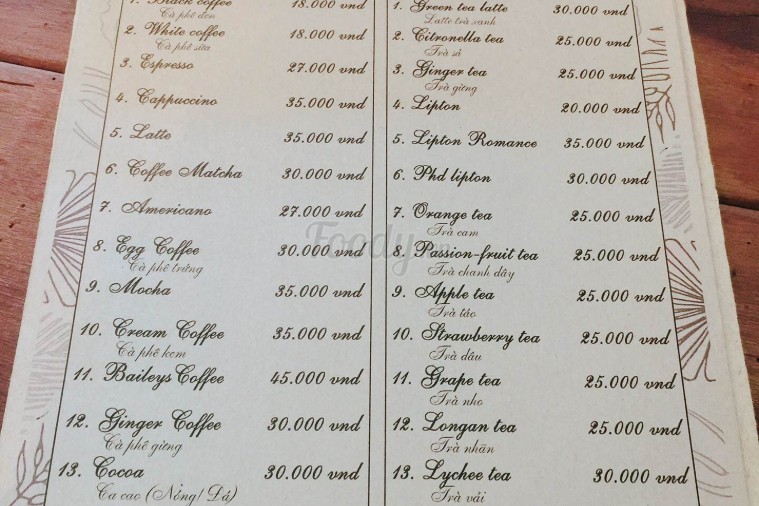 1. Black coffee 18.000 vnd
Cà phê đen
2. White coffee 18.000 vnd
Cà phê sữa
3. Espresso 27.000 vnd
4. Cappuccino 35.000 vnd
5. Latte 35.000 vnd
6. Coffee Matcha 30.000 vnd
7. Americano 27.000 vnd
8. Egg Coffee 30.000 vnd
Cà phê trứng
9. Mocha 35.000 vnd
10. Cream Coffee 35.000 vnd
Cà phê kem
11. Baileys Coffee 45.000 vnd
12. Ginger Coffee 30.000 vnd
Cà phê gừng
13. Cocoa 30.000 vnd
Ca cao (Nóng/ Đá)
1. Green tea latte 30.000 vnd
Latte trà xanh
2. Citronella tea 25.000 vnd
Trà sả
3. Ginger tea 25.000 vnd
Trà gừng
4. Lipton 20.000 vnd
5. Lipton Romance 35.000 vnd
6. Phd lipton 30.000 vnd
7. Orange tea 25.000 vnd
Trà cam
8. Passion-fruit tea 25.000 vnd
Trà chanh dây
9. Apple tea 25.000 vnd
Trà táo
10. Strawberry tea 25.000 vnd
Trà dâu
11. Grape tea 25.000 vnd
Trà nho
12. Longan tea 25.000 vnd
Trà nhãn
13. Lychee tea 30.000 vnd
Trà vải
Foody.vn